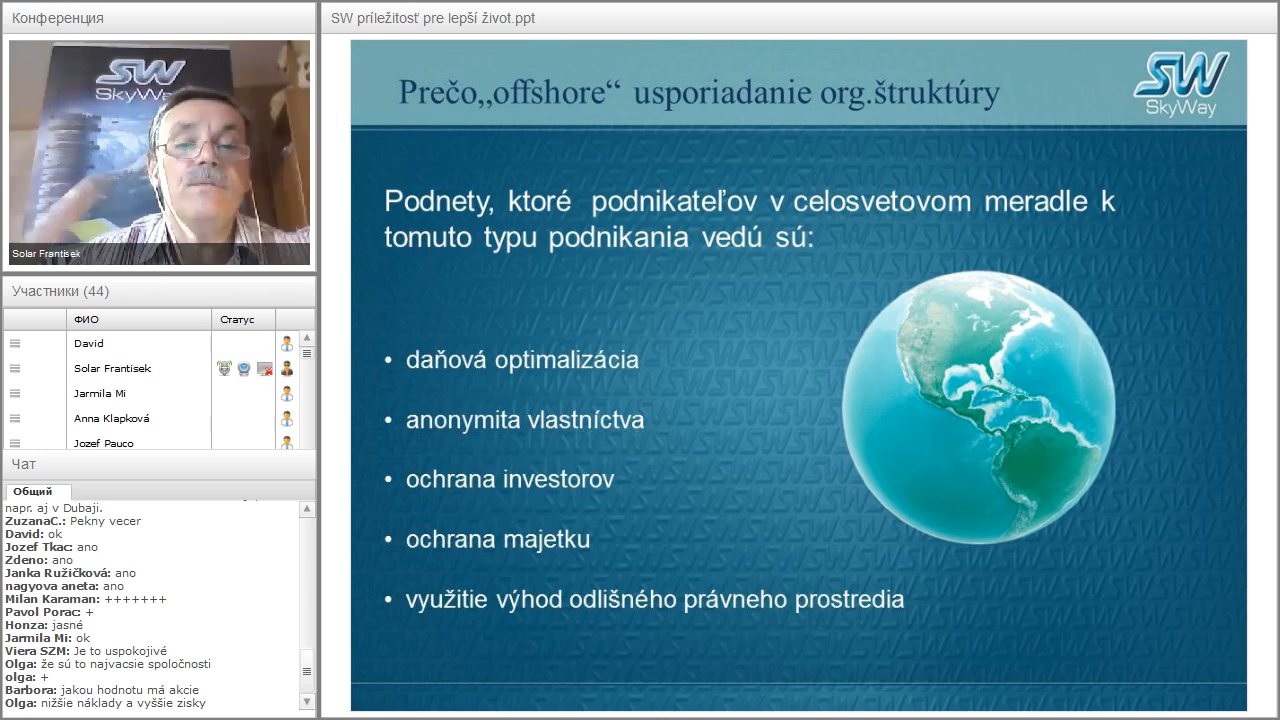 Конференция
SW
SkyWay
Solar Frantisek
Участники (44)
ФИО
Статус
David
Solar Frantisek
Jarmila Mi
Anna Klapková
Jozef Pauco
Чат
Общий
napr. aj v Dubaji.
ZuzanaC.: Pekny vecer
David: ok
Jozef Tkac: ano
Zdeno: ano
Janka Ružičková: ano
nagyova aneta: ano
Milan Karaman: +++++++
Pavol Porac: +
Honza: jasné
Jarmila Mi: ok
Viera SZM: Je to uspokojivé
Olga: že sú to najvacsie spoločnosti
olga: a
Barbora: jakou hodnotu má akcie
Olga: níž náklady a vyšší zisky
SW príležitosť pre lepší život.ppt
Prečo„offshore“ usporiadanie org.štruktúry
SW
SkyWay
Podnety, ktoré podnikateľov v celosvetovom meradle k
tomuto typu podnikania vedú sú:
• daňová optimalizácia
• anonymita vlastníctva
• ochrana investorov
• ochrana majetku
• využitie výhod odlišného právneho prostredia